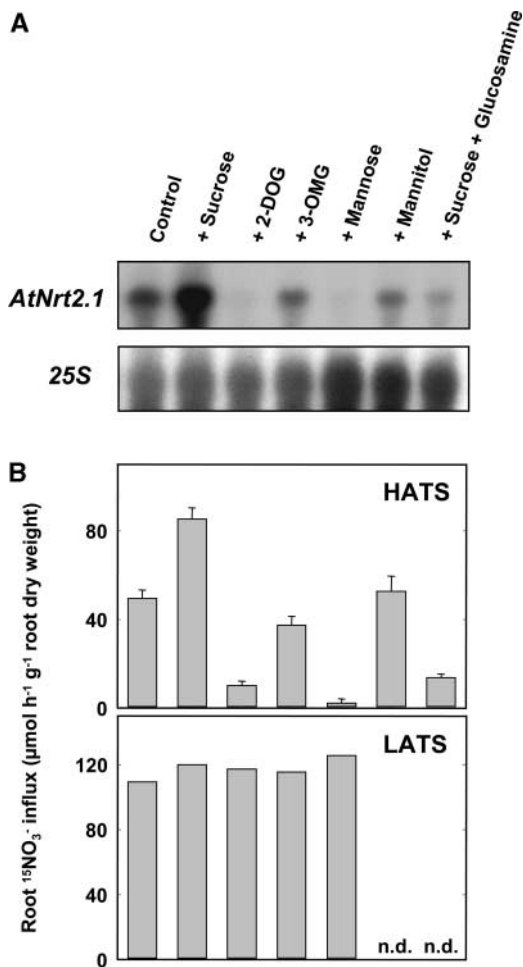 A
Control
+ Sucrose
+ 2-DOG
+ 3-OMG
+ Mannose
+ Mannitol
+ Sucrose + Glucosamine
AtNrt2.1
25S
B
HATS
80
40
0
LATS
120
80
40
0
n.d. n.d.
Root ¹⁵NO₃⁻ influx (µmol h⁻¹ g⁻¹ root dry weight)